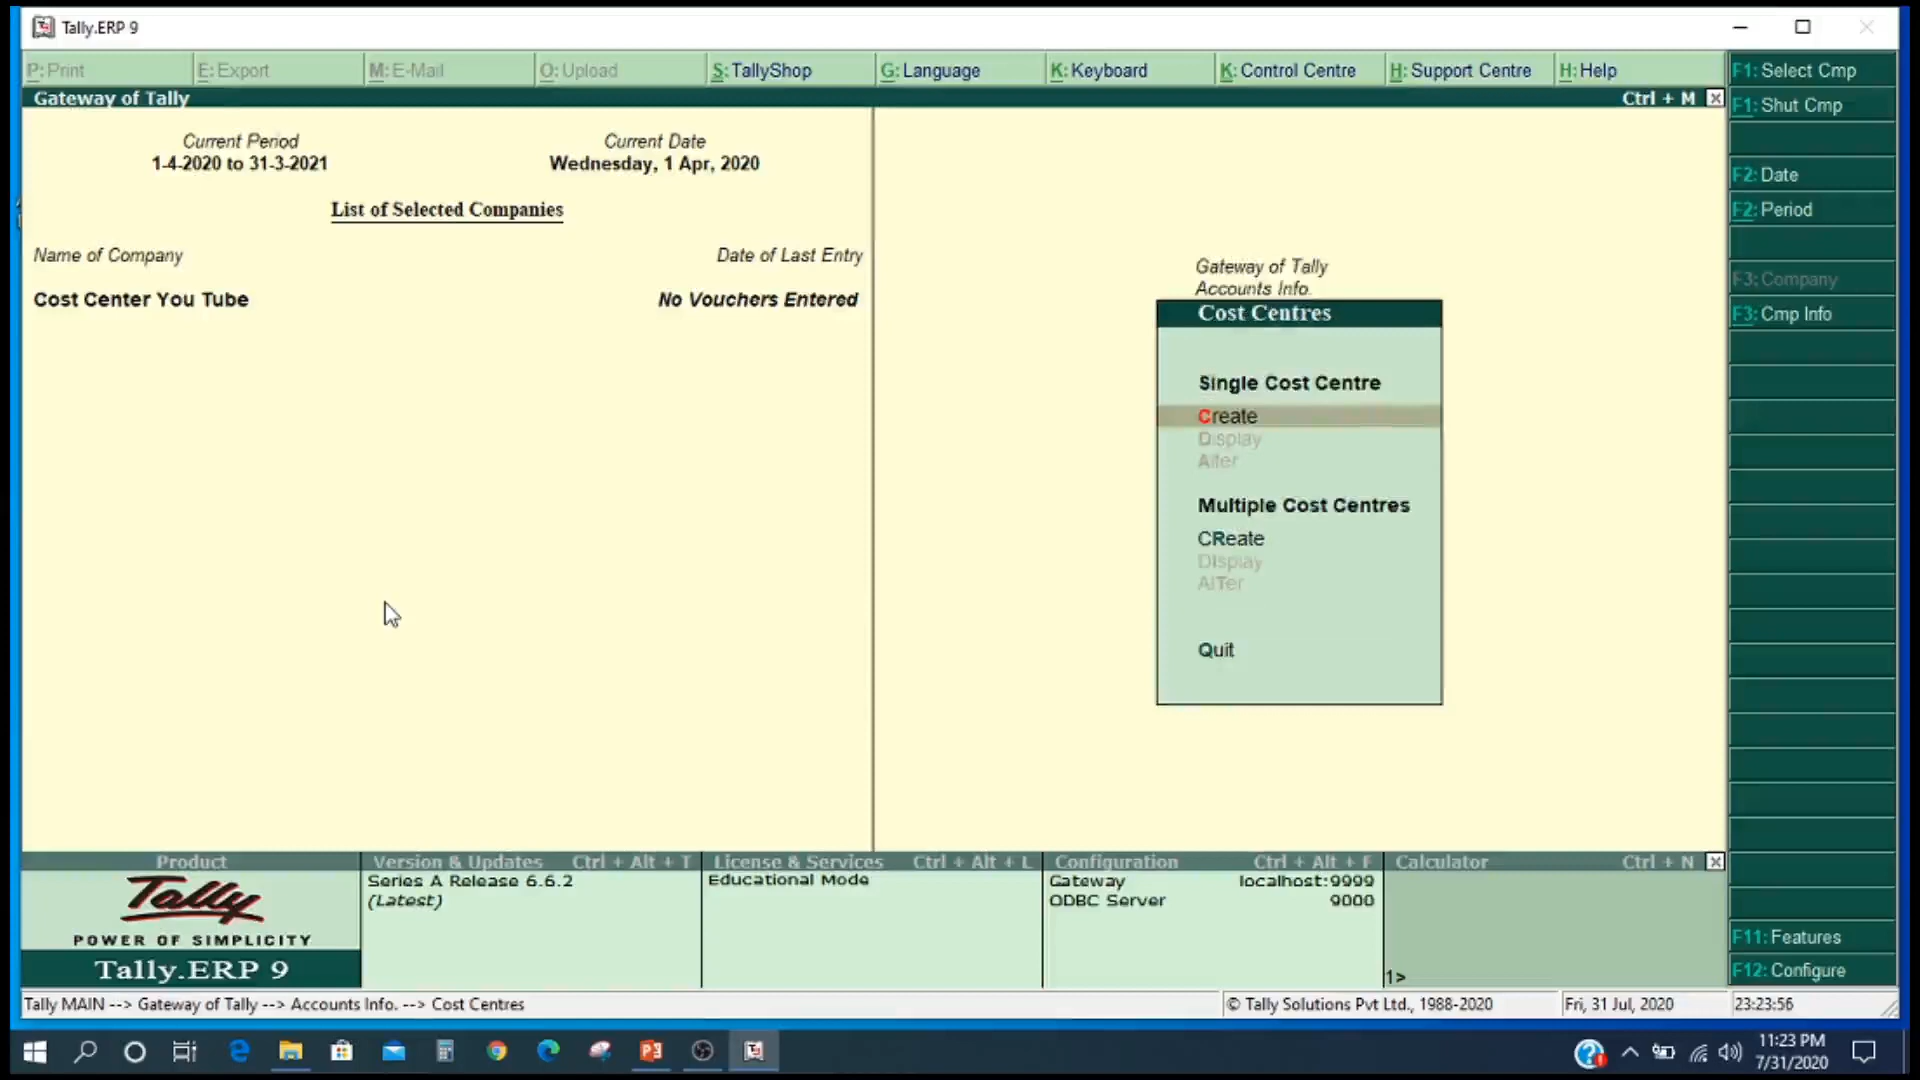 Tally.ERP 9
P: Print
E: Export
M: E-Mail
O: Upload
S: TallyShop
G: Language
K: Keyboard
K: Control Centre
H: Support Centre
H: Help
Gateway of Tally
Ctrl + M
Current Period
1-4-2020 to 31-3-2021
Current Date
Wednesday, 1 Apr, 2020
List of Selected Companies
Name of Company
Date of Last Entry
Cost Center You Tube
No Vouchers Entered
Gateway of Tally
Accounts Info.
Cost Centres
Single Cost Centre
Create
Display
Alter
Multiple Cost Centres
CReate
DIsplay
AlTer
Quit
F1: Select Cmp
F1: Shut Cmp
F2: Date
F2: Period
F3: Company
F3: Cmp Info
F11: Features
F12: Configure
Product
Tally
POWER OF SIMPLICITY
Tally.ERP 9
Version & Updates Ctrl + Alt + T
Series A Release 6.6.2
(Latest)
License & Services Ctrl + Alt + L
Educational Mode
Configuration Ctrl + Alt + F
Gateway localhost:9999
ODBC Server 9000
Calculator Ctrl + N
1>
Tally MAIN --> Gateway of Tally --> Accounts Info. --> Cost Centres
© Tally Solutions Pvt Ltd., 1988-2020
Fri, 31 Jul, 2020
23:23:56
11:23 PM
7/31/2020